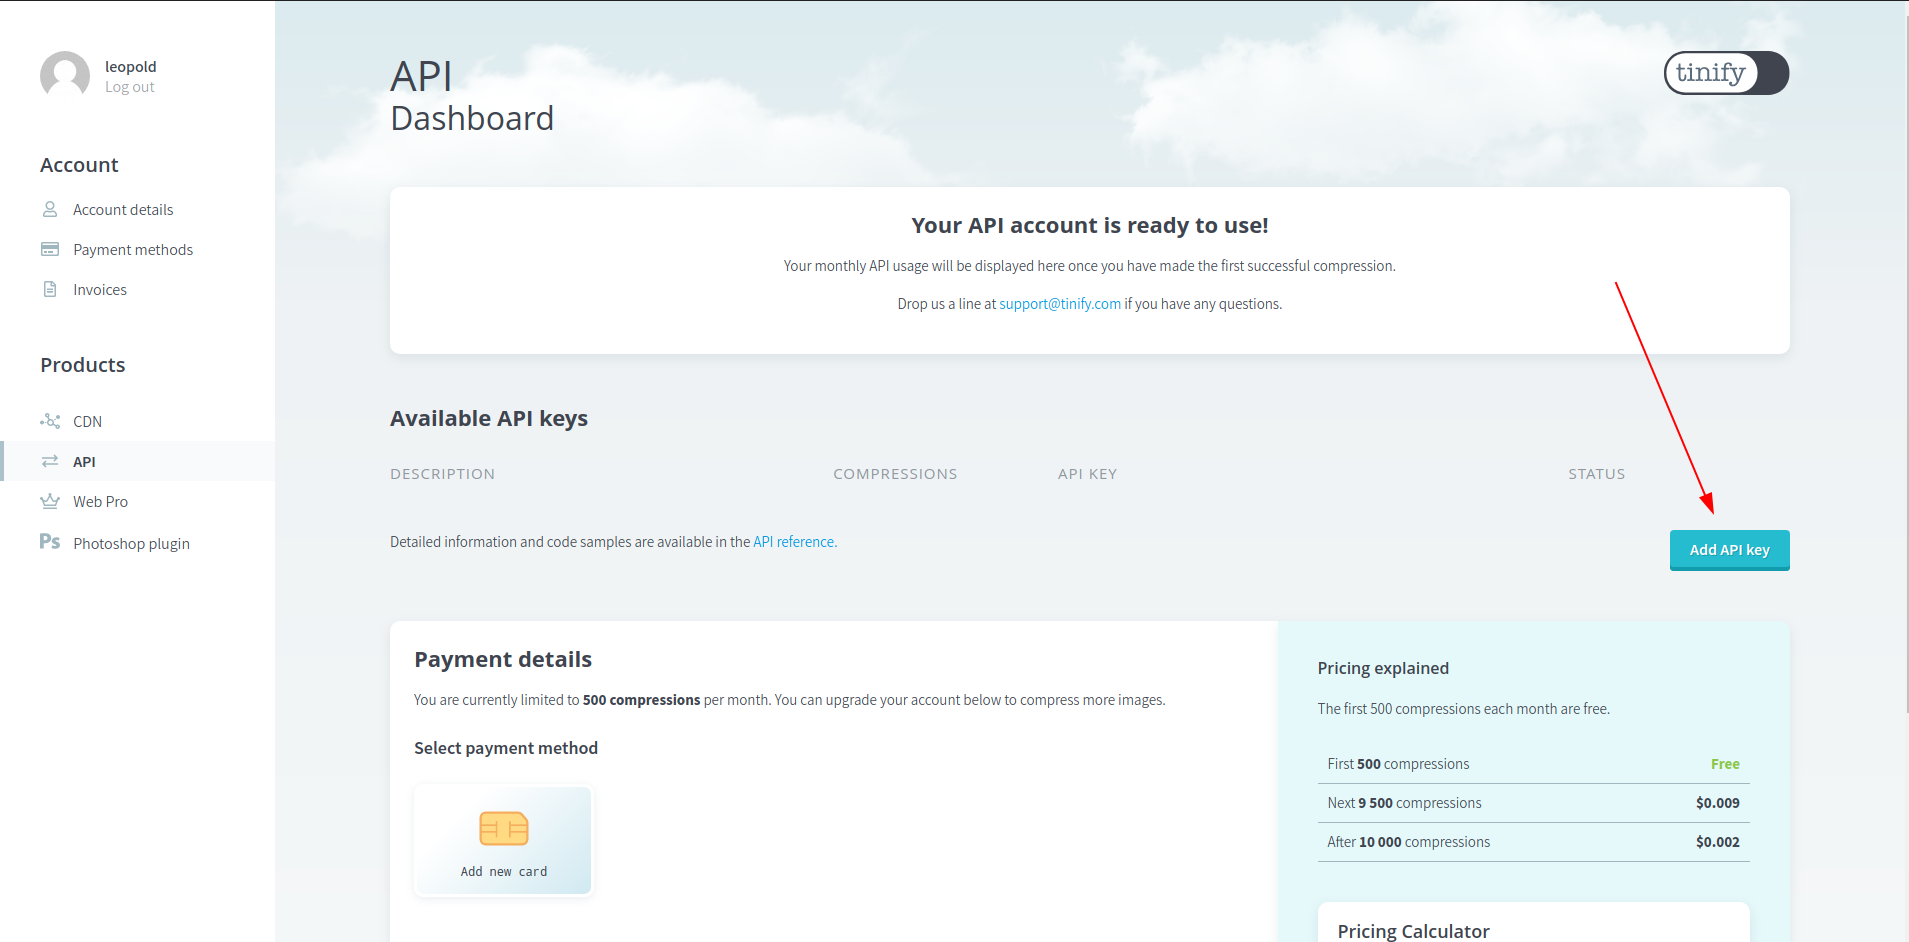 leopold
Log out
Account
Account details
Payment methods
Invoices
Products
CDN
API
Web Pro
Ps Photoshop plugin
API
Dashboard
tinify
Your API account is ready to use!
Your monthly API usage will be displayed here once you have made the first successful compression.
Drop us a line at support@tinify.com if you have any questions.
Available API keys
DESCRIPTION COMPRESSIONS API KEY STATUS
Detailed information and code samples are available in the API reference.
Add API key
Payment details
You are currently limited to 500 compressions per month. You can upgrade your account below to compress more images.
Select payment method
Add new card
Pricing explained
The first 500 compressions each month are free.
First 500 compressions Free
Next 9 500 compressions $0.009
After 10 000 compressions $0.002
Pricing Calculator